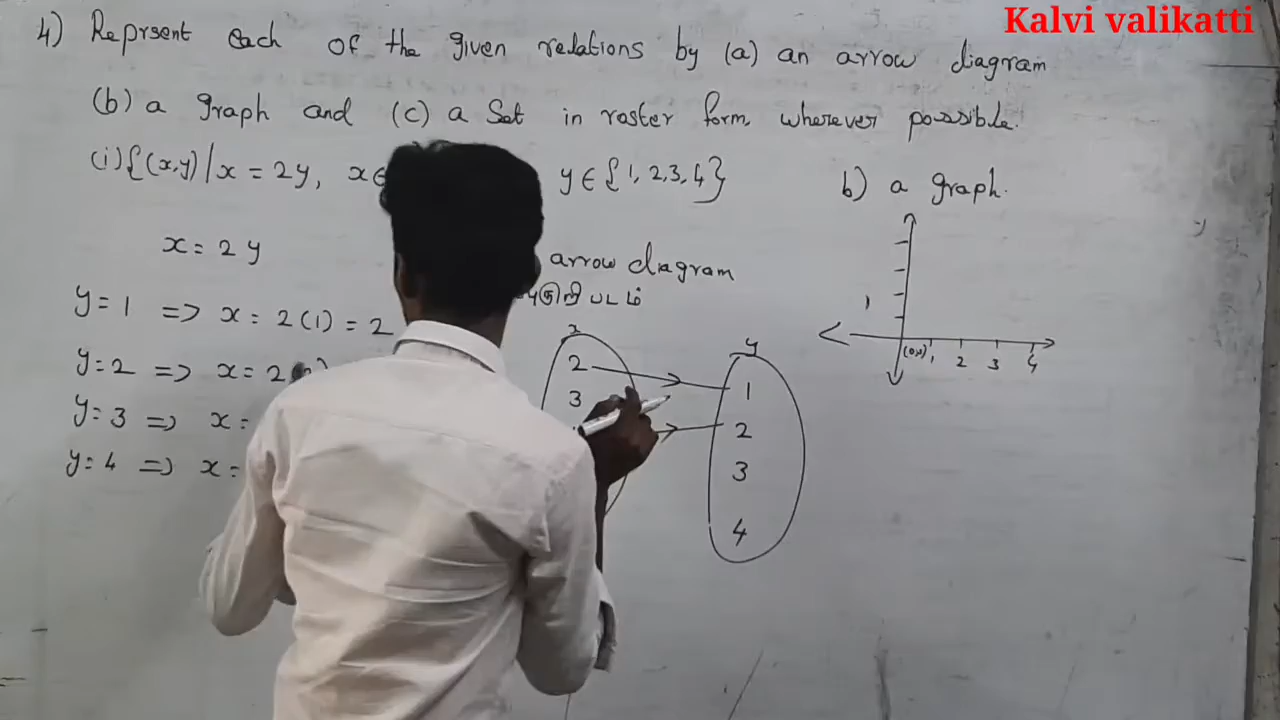 Kalvi valikatti
4) Reprsent each of the given relations by (a) an arrow diagram
(b) a graph and (c) a Set in roster form wherever possible.
(i) {(x,y)/x = 2y, x∈ y∈{1, 2,3,4}
b) a graph.
x = 2y
y = 1 => x = 2(1) = 2
y = 2 => x = 2
y = 3 => x =
y = 4 => x =
arrow diagram
படம்
x
2
3
y
1
2
3
4
1
(0,0) 1 2 3 4